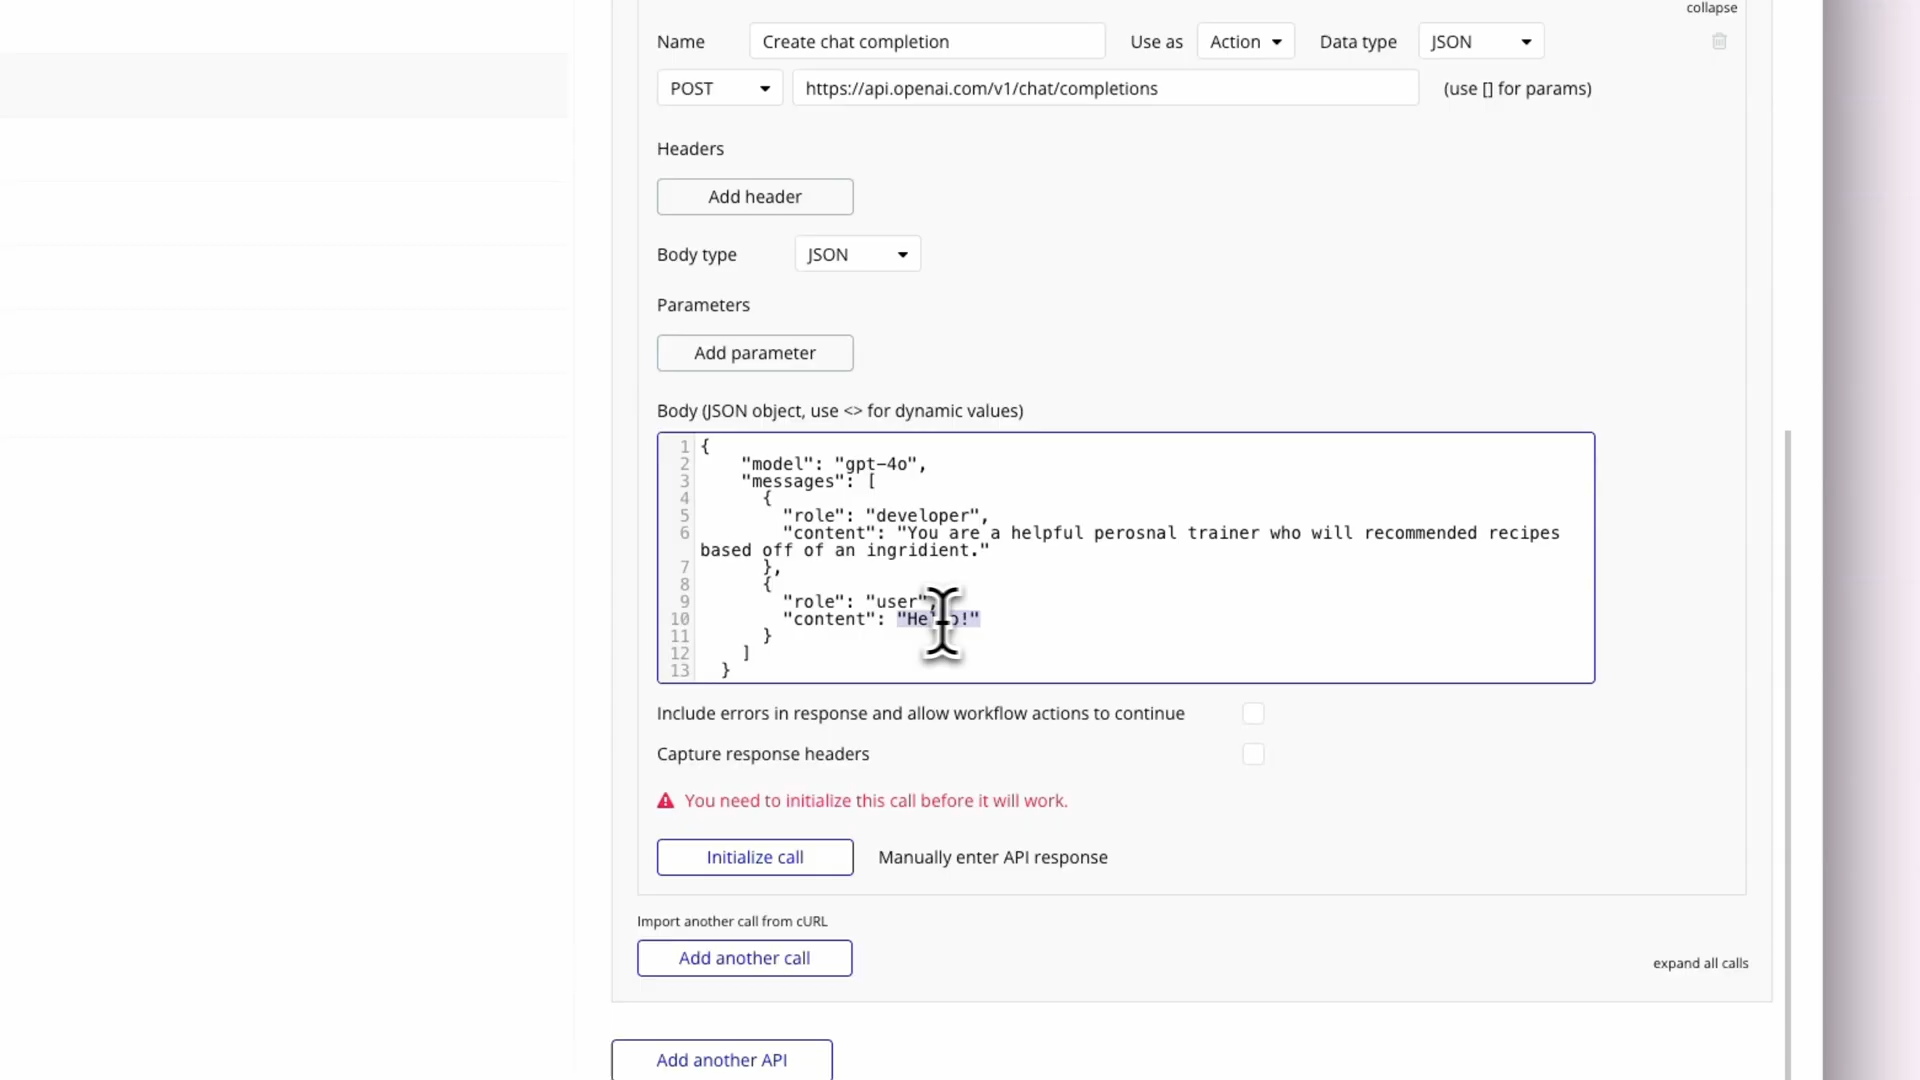 collapse
Name Create chat completion Use as Action Data type JSON
POST https://api.openai.com/v1/chat/completions (use [] for params)
Headers
Add header
Body type JSON
Parameters
Add parameter
Body (JSON object, use <> for dynamic values)
1 {
2 "model": "gpt-4o",
3 "messages": [
4 {
5 "role": "developer",
6 "content": "You are a helpful perosnal trainer who will recommended recipes
based off of an ingridient."
7 },
8 {
9 "role": "user",
10 "content":
11 }
12 ]
13 }
Include errors in response and allow workflow actions to continue
Capture response headers
You need to initialize this call before it will work.
Initialize call Manually enter API response
Import another call from cURL
Add another call
expand all calls
Add another API